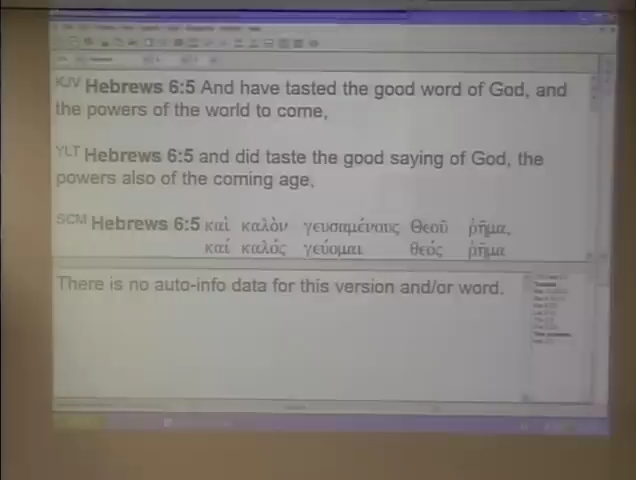 KJV Hebrews 6:5 And have tasted the good word of God, and
the powers of the world to come,
YLT Hebrews 6:5 and did taste the good saying of God, the
powers also of the coming age,
SCM Hebrews 6:5 καὶ καλὸν γευσαμένους Θεοῦ ῥῆμα,
καί καλός γεύομαι θεός ῥῆμα
There is no auto-info data for this version and/or word.